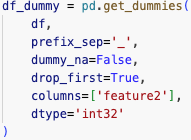 df_dummy = pd.get_dummies(
    df,
    prefix_sep='_',
    dummy_na=False,
    drop_first=True,
    columns=['feature2'],
    dtype='int32'
)